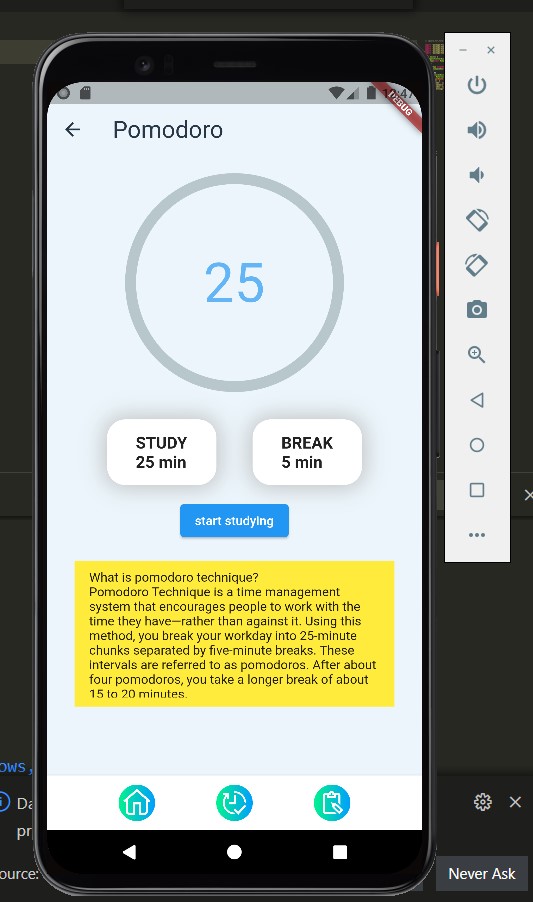 DEBUG
Pomodoro
25
STUDY
25 min
BREAK
5 min
start studying
What is pomodoro technique?
Pomodoro Technique is a time management
system that encourages people to work with the
time they have—rather than against it. Using this
method, you break your workday into 25-minute
chunks separated by five-minute breaks. These
intervals are referred to as pomodoros. After about
four pomodoros, you take a longer break of about
15 to 20 minutes.
ows,
Da
pr
ource:
Never Ask